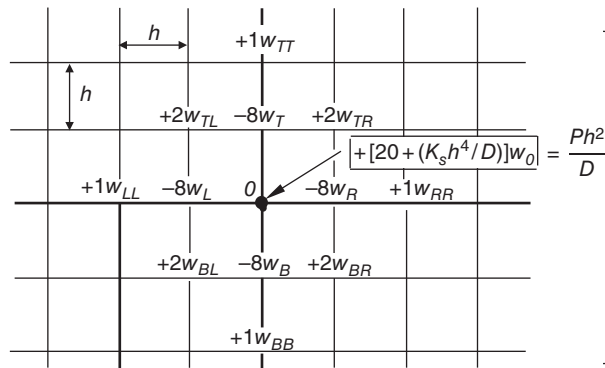 +1w_TT
h
h
+2w_TL −8w_T +2w_TR
+[20 + (K_s h^4/D)]w_0 = Ph^2/D
+1w_LL −8w_L 0 −8w_R +1w_RR
+2w_BL −8w_B +2w_BR
+1w_BB